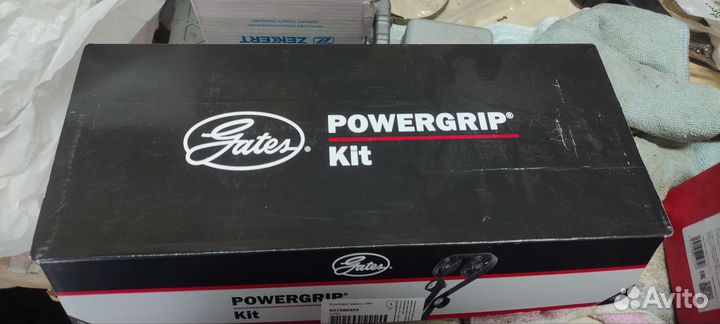 ZEKKERT
Gates®
POWERGRIP®
Kit
Gates
POWERGRIP®
Kit
Avito